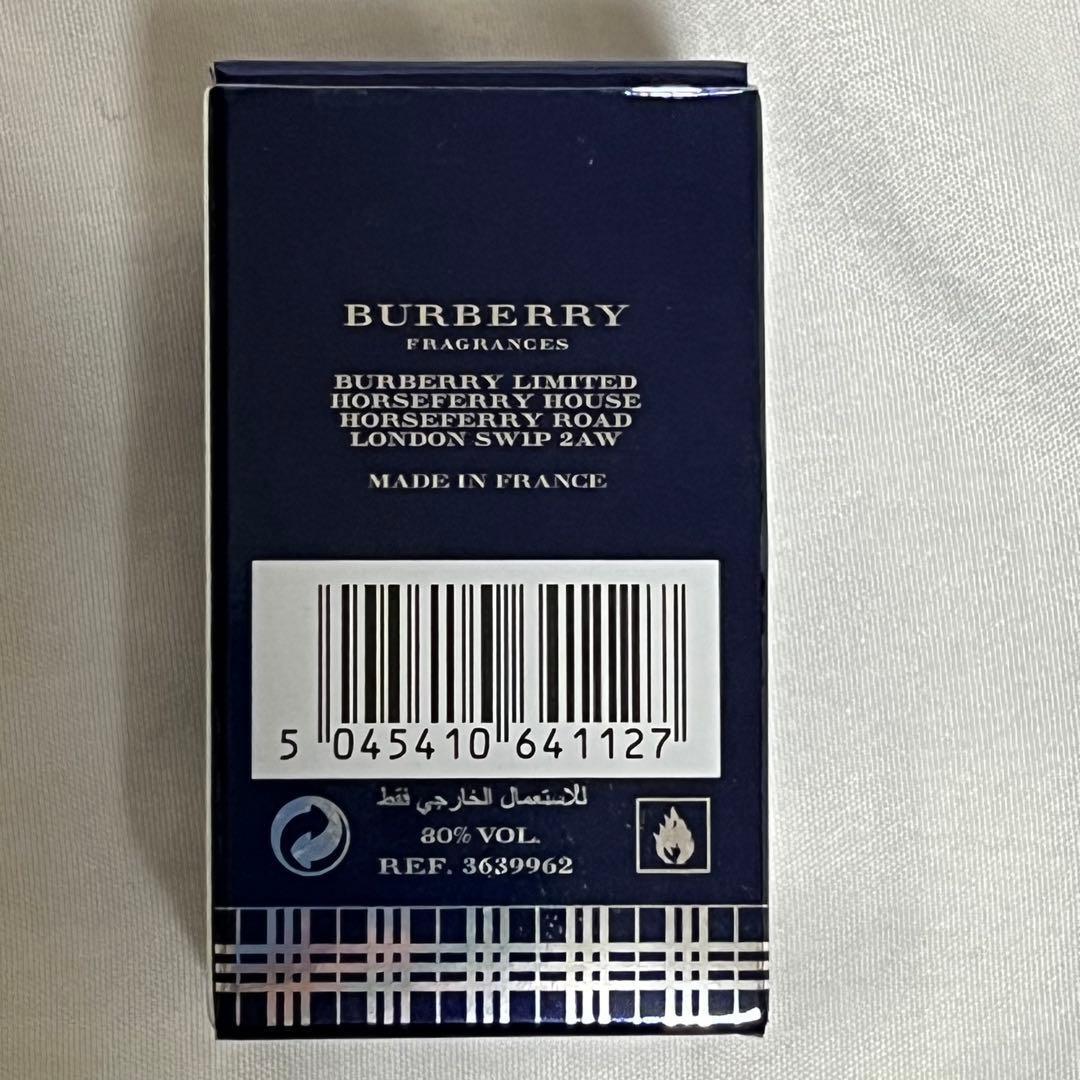 BURBERRY
FRAGRANCES
BURBERRY LIMITED
HORSEFERRY HOUSE
HORSEFERRY ROAD
LONDON SW1P 2AW
MADE IN FRANCE
5 045410 641127
للاستعمال الخارجي فقط
80% VOL.
REF. 3639962